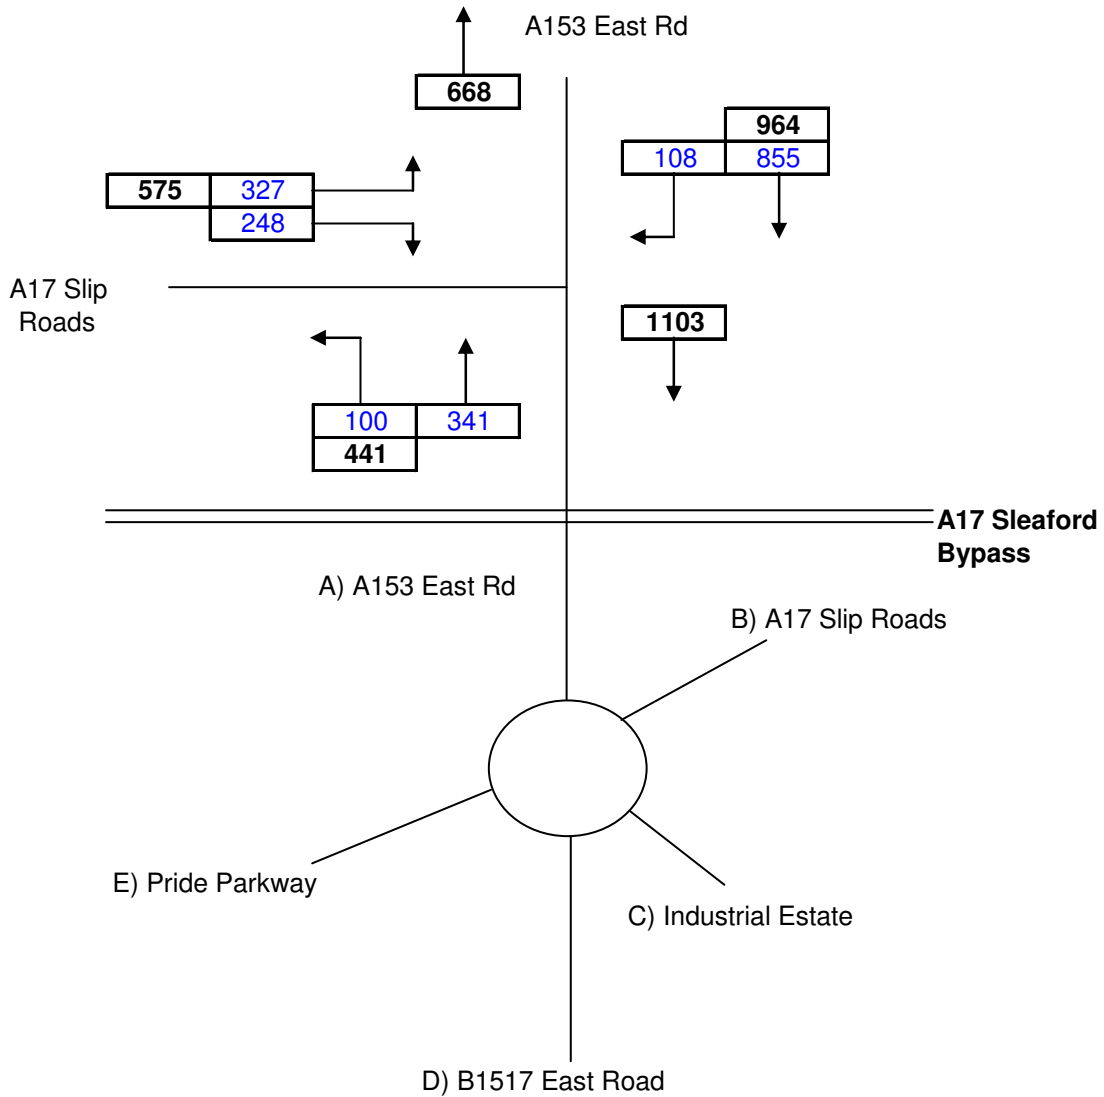 A153 East Rd
668
964
108 855
575 327
248
A17 Slip
Roads
1103
100 341
441
A17 Sleaford
Bypass
A) A153 East Rd
B) A17 Slip Roads
E) Pride Parkway
C) Industrial Estate
D) B1517 East Road